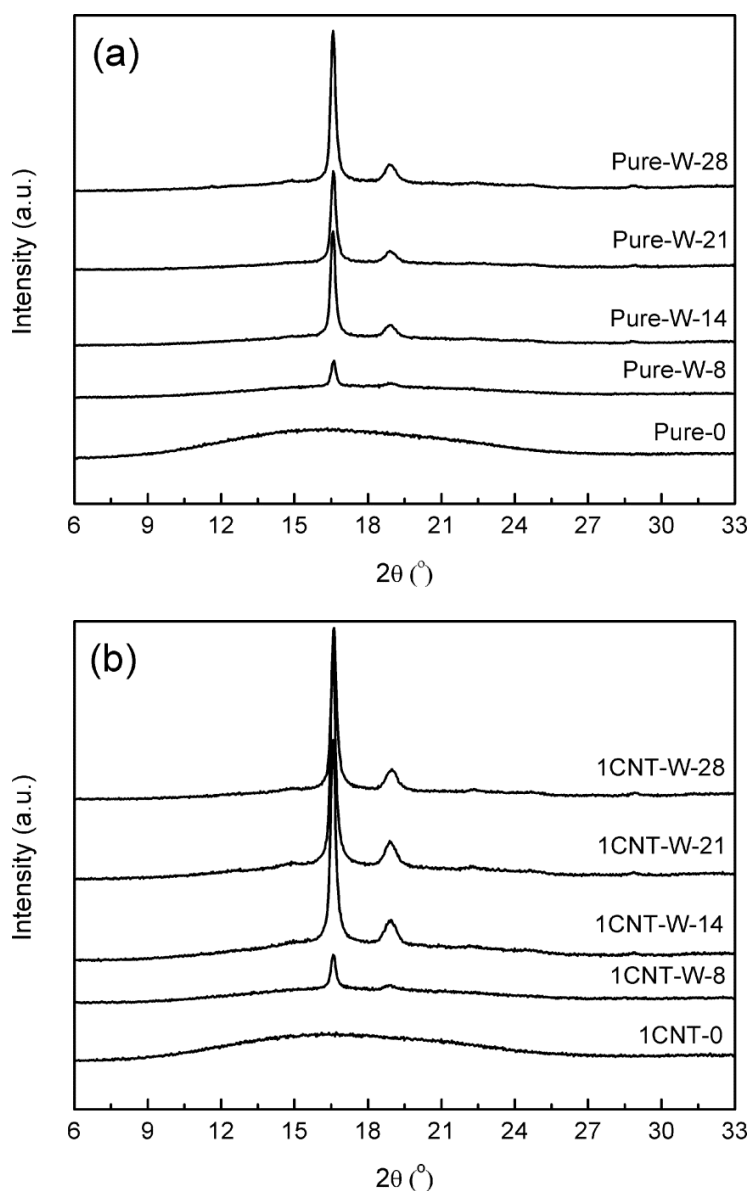 (a)
Pure-W-28
Pure-W-21
Pure-W-14
Pure-W-8
Pure-0
Intensity (a.u.)
6 9 12 15 18 21 24 27 30 33
2θ (°)
(b)
1CNT-W-28
1CNT-W-21
1CNT-W-14
1CNT-W-8
1CNT-0
Intensity (a.u.)
6 9 12 15 18 21 24 27 30 33
2θ (°)